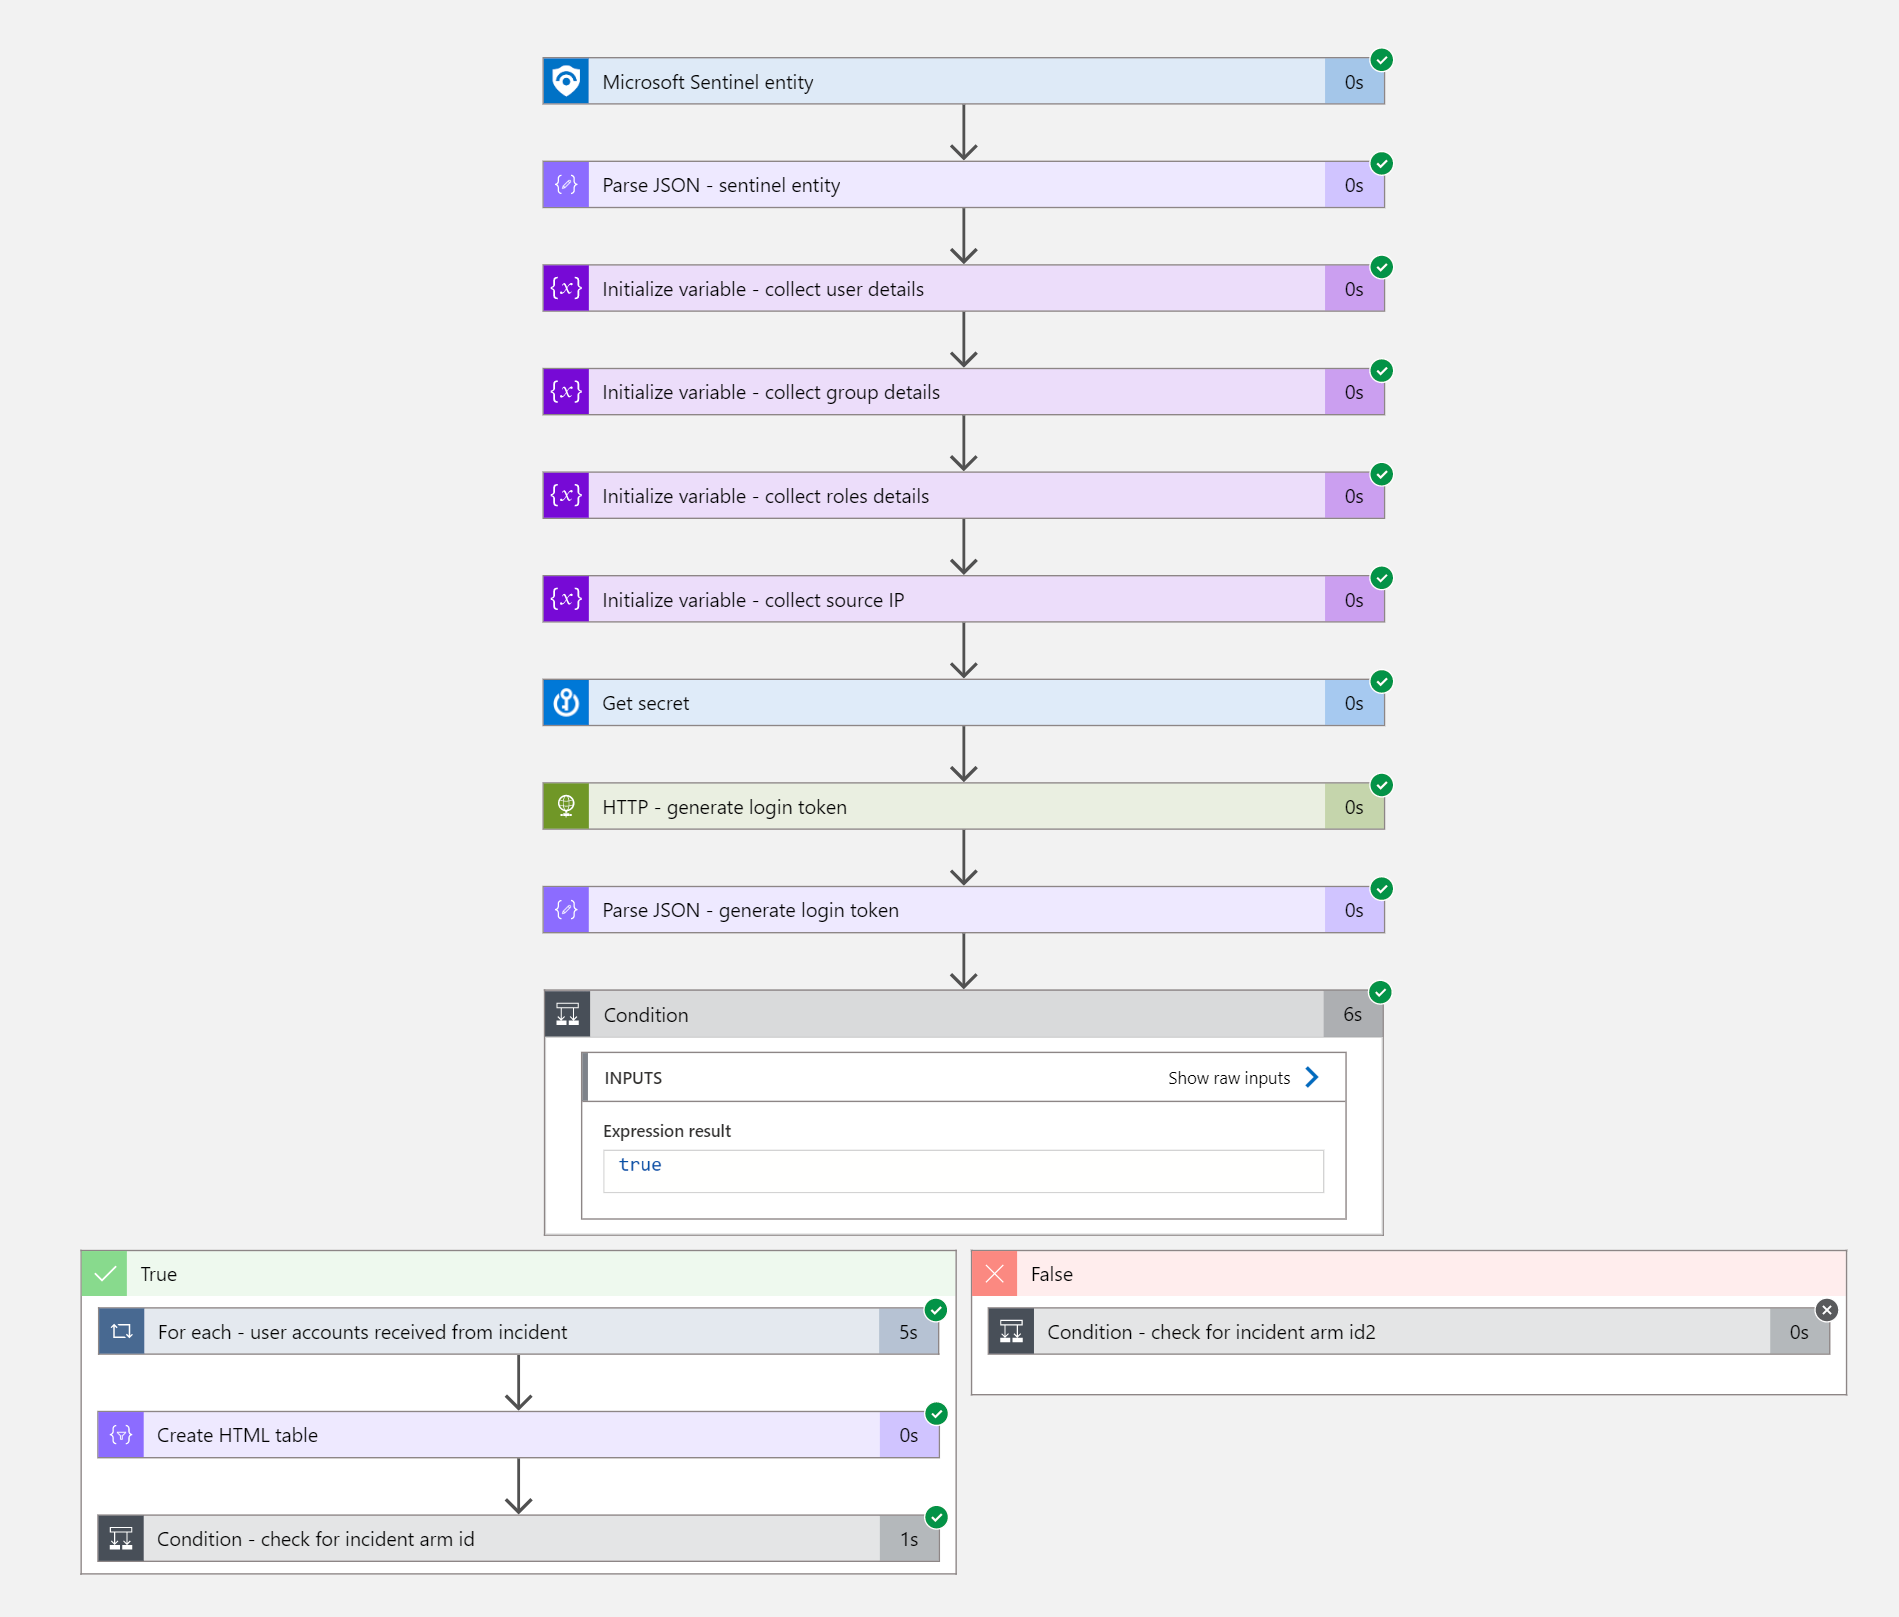 Microsoft Sentinel entity 0s
Parse JSON - sentinel entity 0s
{x} Initialize variable - collect user details 0s
{x} Initialize variable - collect group details 0s
{x} Initialize variable - collect roles details 0s
{x} Initialize variable - collect source IP 0s
Get secret 0s
HTTP - generate login token 0s
Parse JSON - generate login token 0s
Condition 6s
INPUTS Show raw inputs
Expression result
true
True
For each - user accounts received from incident 5s
Create HTML table 0s
Condition - check for incident arm id 1s
False
Condition - check for incident arm id2 0s